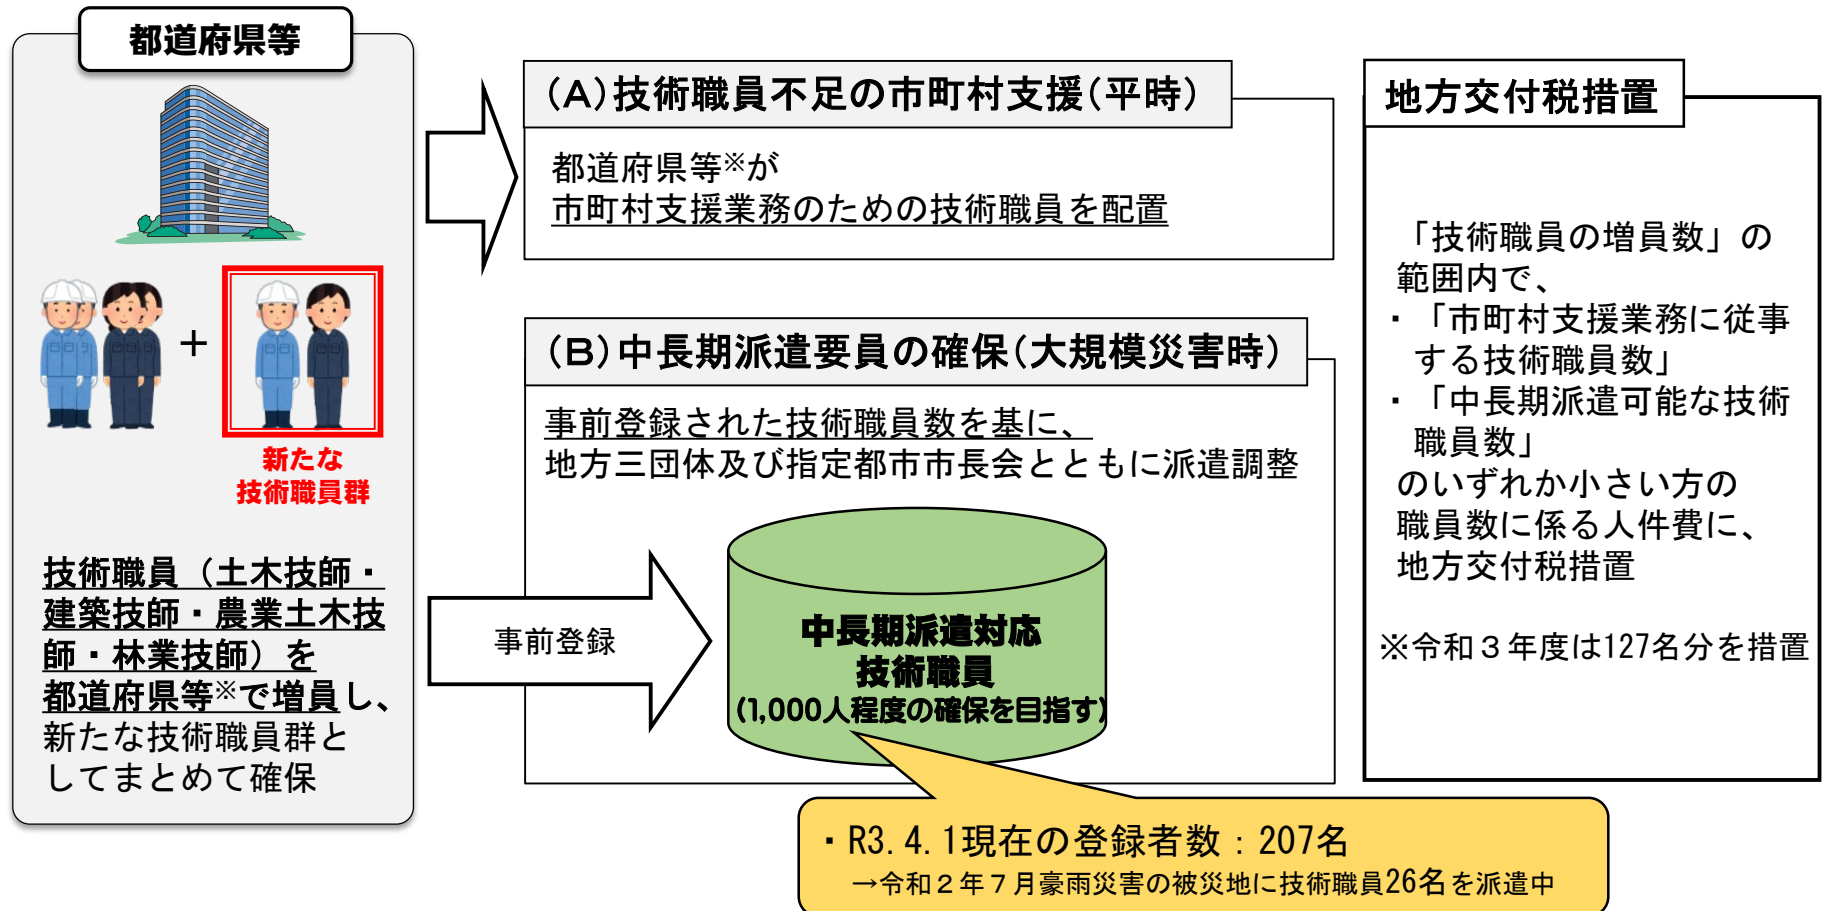 都道府県等
+
新たな
技術職員群
技術職員（土木技師・
建築技師・農業土木技
師・林業技師）を
都道府県等※で増員し、
新たな技術職員群と
してまとめて確保
(A)技術職員不足の市町村支援(平時)
都道府県等※が
市町村支援業務のための技術職員を配置
(B)中長期派遣要員の確保(大規模災害時)
事前登録された技術職員数を基に、
地方三団体及び指定都市市長会とともに派遣調整
事前登録
中長期派遣対応
技術職員
(1,000人程度の確保を目指す)
・R3.4.1現在の登録者数：207名
→令和２年７月豪雨災害の被災地に技術職員26名を派遣中
地方交付税措置
「技術職員の増員数」の
範囲内で、
・「市町村支援業務に従事
する技術職員数」
・「中長期派遣可能な技術
職員数」
のいずれか小さい方の
職員数に係る人件費に、
地方交付税措置
※令和３年度は127名分を措置